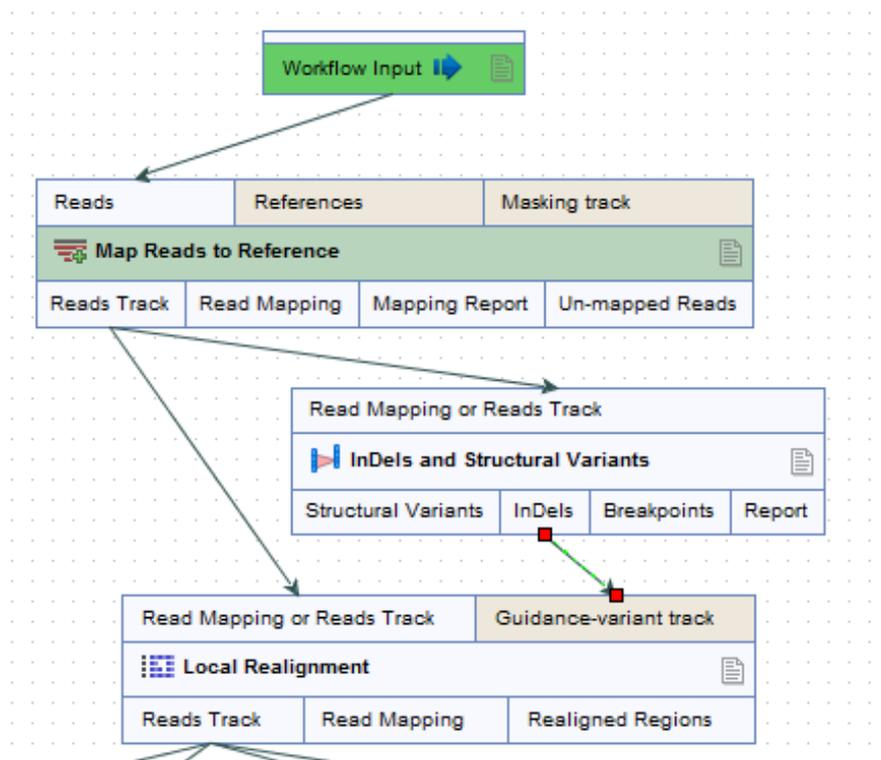 Workflow Input
Reads References Masking track
Map Reads to Reference
Reads Track Read Mapping Mapping Report Un-mapped Reads
Read Mapping or Reads Track
InDels and Structural Variants
Structural Variants InDels Breakpoints Report
Read Mapping or Reads Track Guidance-variant track
Local Realignment
Reads Track Read Mapping Realigned Regions